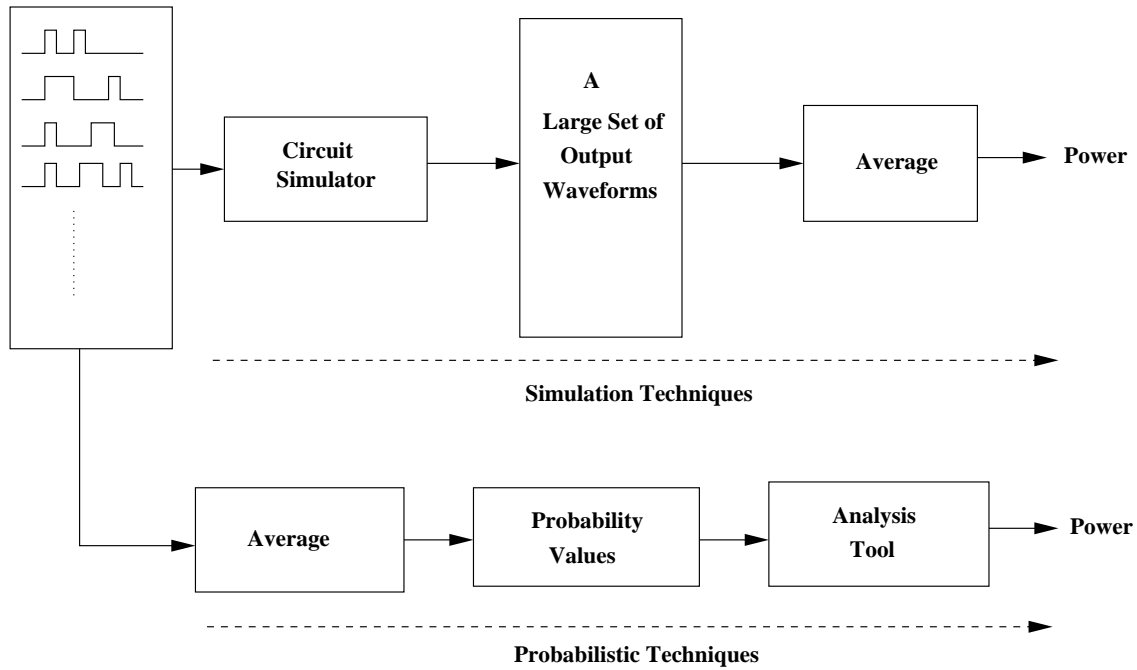 Circuit
Simulator
A
Large Set of
Output
Waveforms
Average
Power
Simulation Techniques
Average
Probability
Values
Analysis
Tool
Power
Probabilistic Techniques